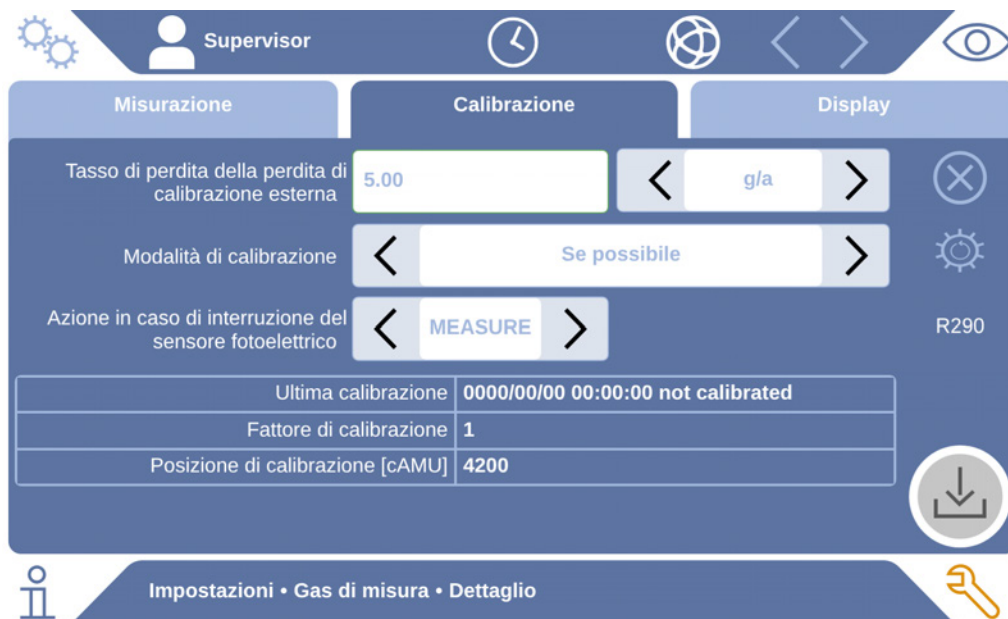 Supervisor
Misurazione
Calibrazione
Display
Tasso di perdita della perdita di
calibrazione esterna
5.00
g/a
Modalità di calibrazione
Se possibile
Azione in caso di interruzione del
sensore fotoelettrico
MEASURE
R290
Ultima calibrazione 0000/00/00 00:00:00 not calibrated
Fattore di calibrazione 1
Posizione di calibrazione [cAMU] 4200
Impostazioni • Gas di misura • Dettaglio